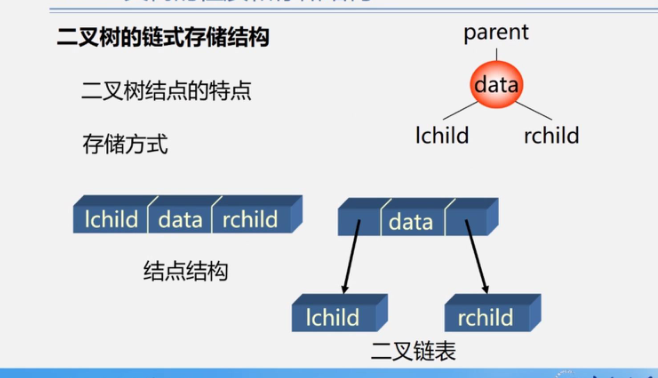 二叉树的链式存储结构
parent
二叉树结点的特点
data
存储方式
lchild
rchild
lchild data rchild
data
结点结构
lchild
rchild
二叉链表